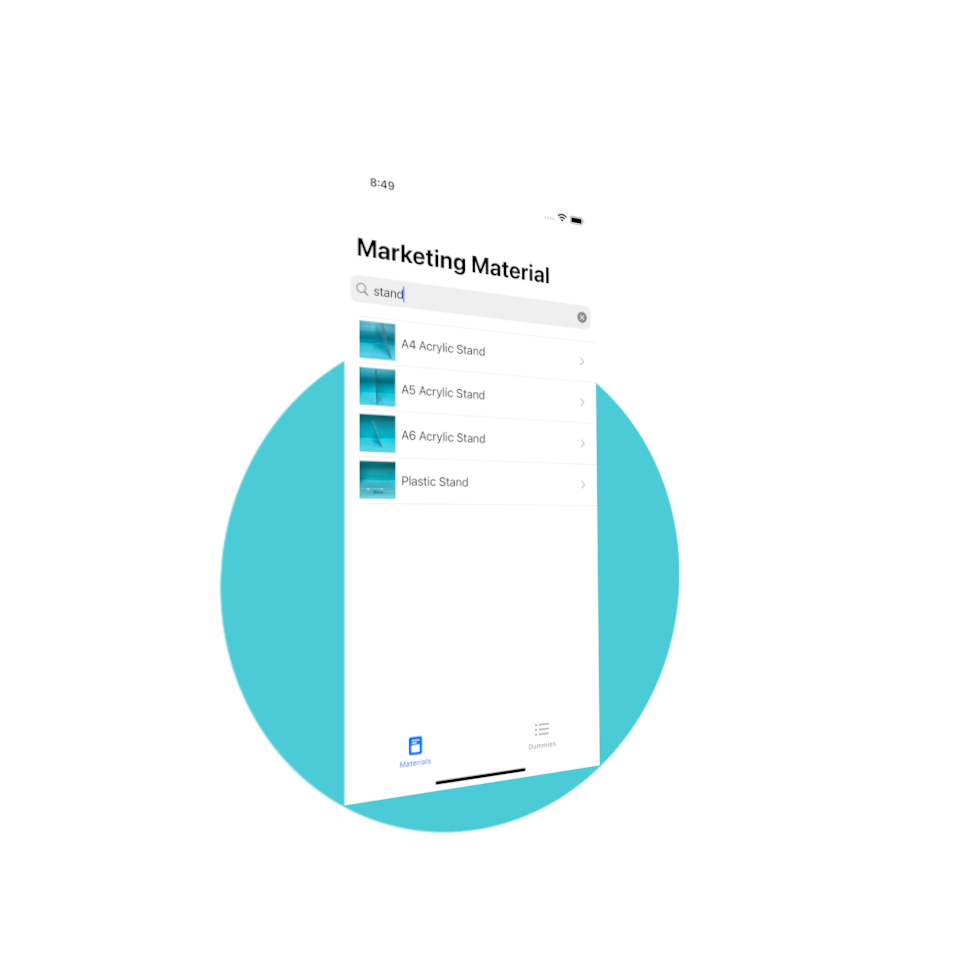 8:49
Marketing Material
stand
A4 Acrylic Stand
A5 Acrylic Stand
A6 Acrylic Stand
Plastic Stand
Materials
Dummies